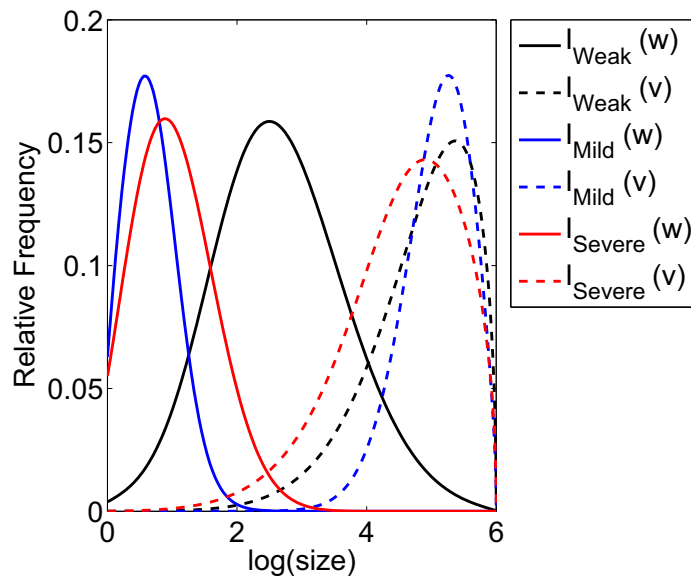 0.2
0.15
0.1
0.05
0
Relative Frequency
0 2 4 6
log(size)
I_Weak (w)
I_Weak (v)
I_Mild (w)
I_Mild (v)
I_Severe (w)
I_Severe (v)